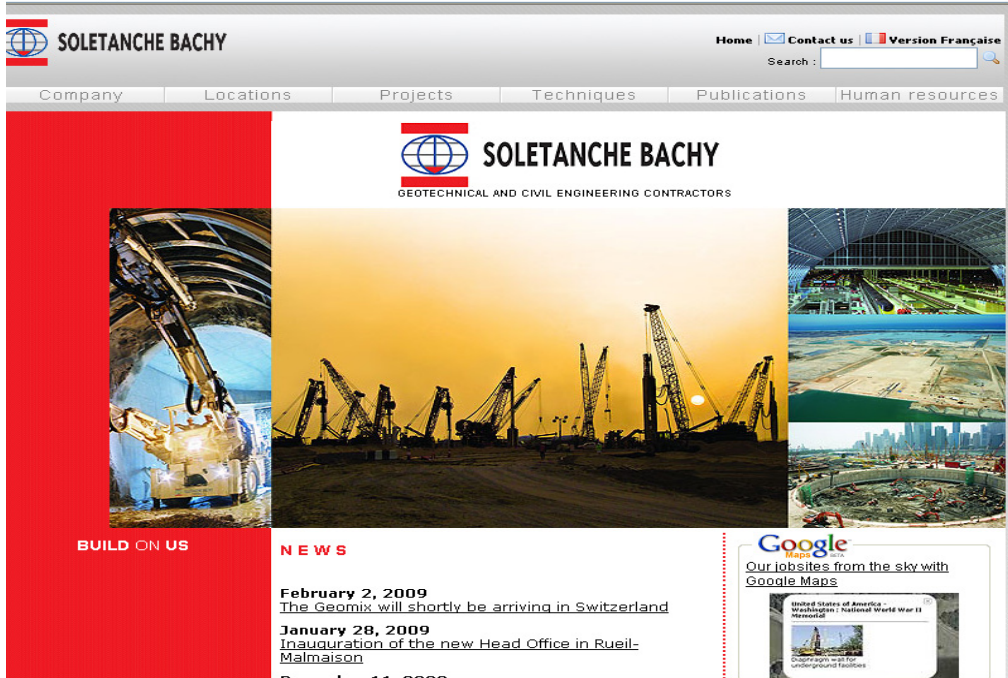 SOLETANCHE BACHY
Home | Contact us | Version Française
Search :
Company Locations Projects Techniques Publications Human resources
SOLETANCHE BACHY
GEOTECHNICAL AND CIVIL ENGINEERING CONTRACTORS
BUILD ON US
NEWS
February 2, 2009
The Geomix will shortly be arriving in Switzerland
January 28, 2009
Inauguration of the new Head Office in Rueil-
Malmaison
Google
Maps BETA
Our jobsites from the sky with
Google Maps
United States of America -
Washington : National World War II
Memorial
Diaphragm wall for
underground facilities